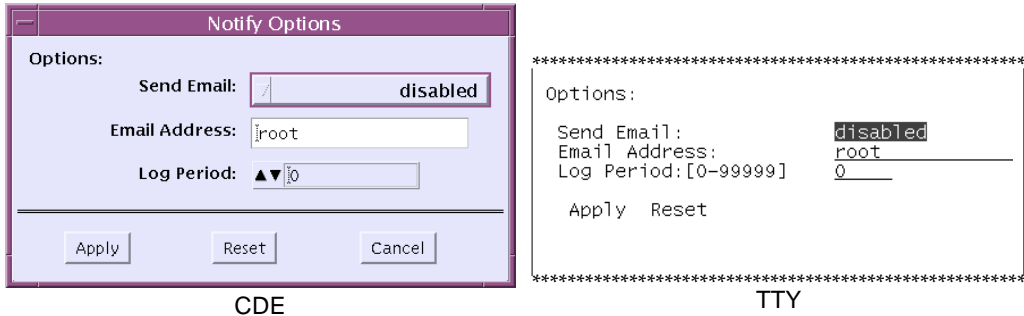 Notify Options
Options:
Send Email: disabled
Email Address: root
Log Period: 0
Apply Reset Cancel
CDE
******************************************************
Options:
Send Email: disabled
Email Address: root
Log Period:[0-99999] 0
Apply Reset
******************************************************
TTY